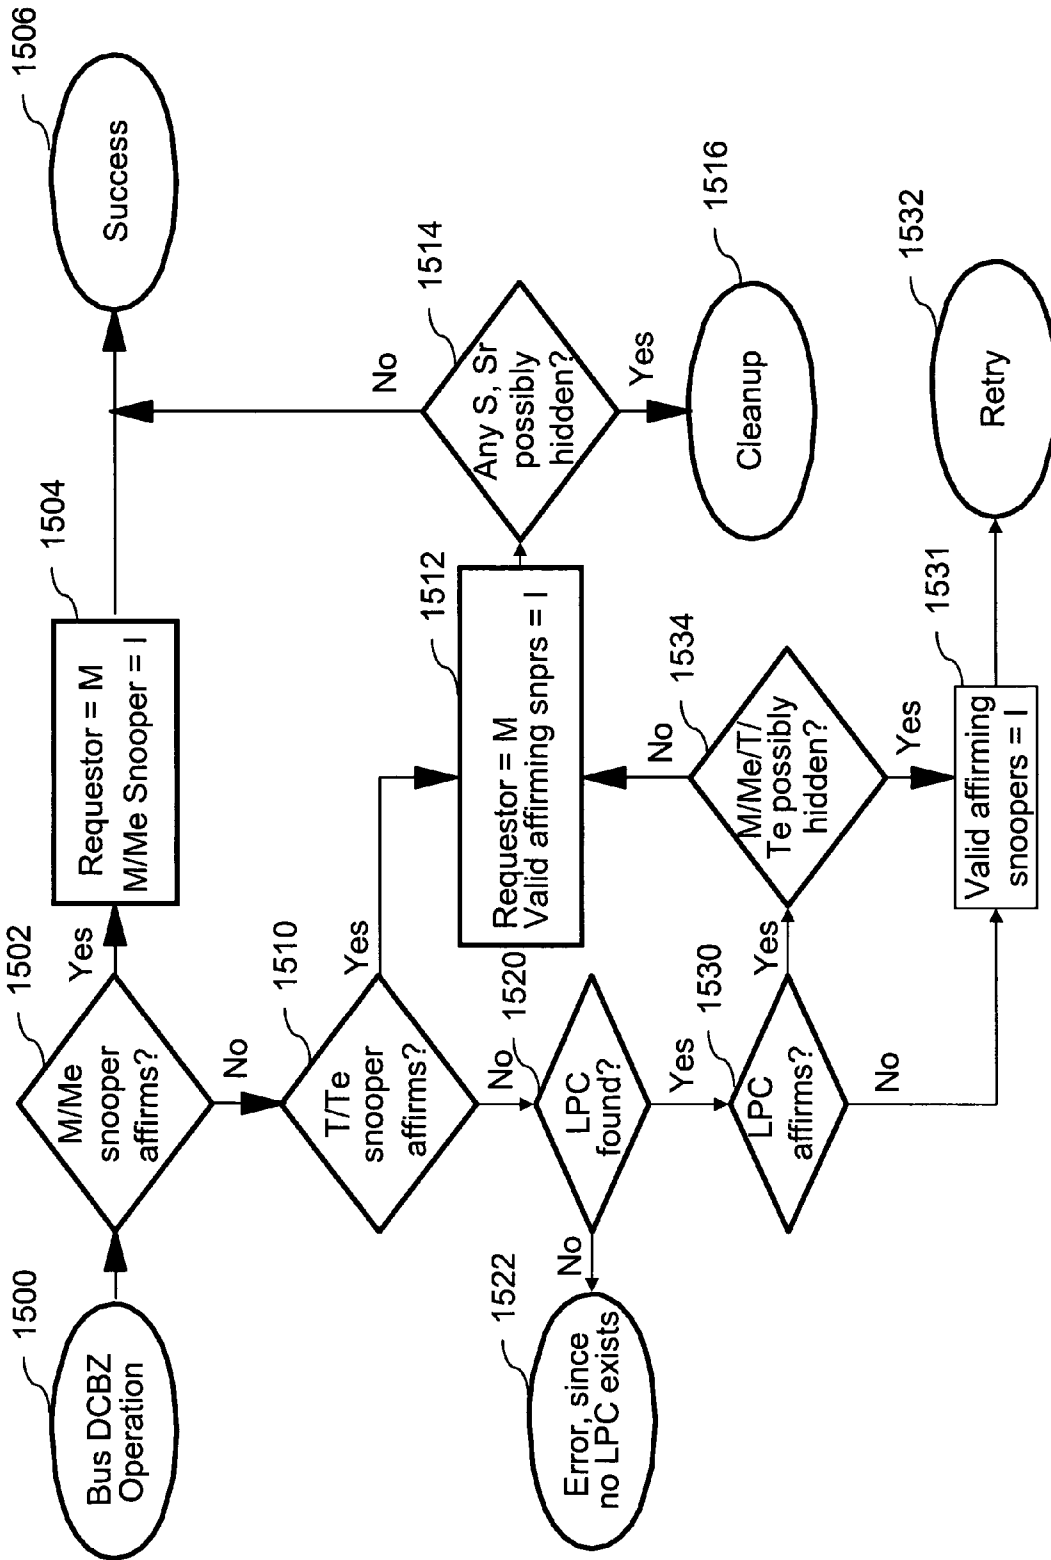 1500
Bus DCBZ
Operation
1502
M/Me
snooper
affirms?
Yes
No
1504
Requestor = M
M/Me Snooper = I
1506
Success
1510
T/Te
snooper
affirms?
Yes
No
1512
Requestor = M
Valid affirming snprs = I
1514
Any S, Sr
possibly
hidden?
No
Yes
1516
Cleanup
1520
LPC
found?
No
Yes
1522
Error, since
no LPC exists
1530
LPC
affirms?
Yes
No
1534
M/Me/T/
Te possibly
hidden?
No
Yes
1531
Valid affirming
snoopers = I
1532
Retry